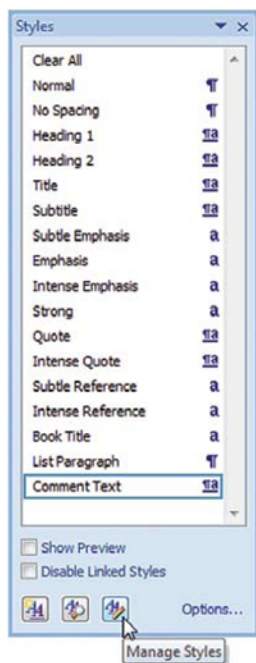 Styles
Clear All
Normal ¶
No Spacing ¶
Heading 1 ¶a
Heading 2 ¶a
Title ¶a
Subtitle ¶a
Subtle Emphasis a
Emphasis a
Intense Emphasis a
Strong a
Quote ¶a
Intense Quote ¶a
Subtle Reference a
Intense Reference a
Book Title a
List Paragraph ¶
Comment Text ¶a
Show Preview
Disable Linked Styles
Options...
Manage Styles